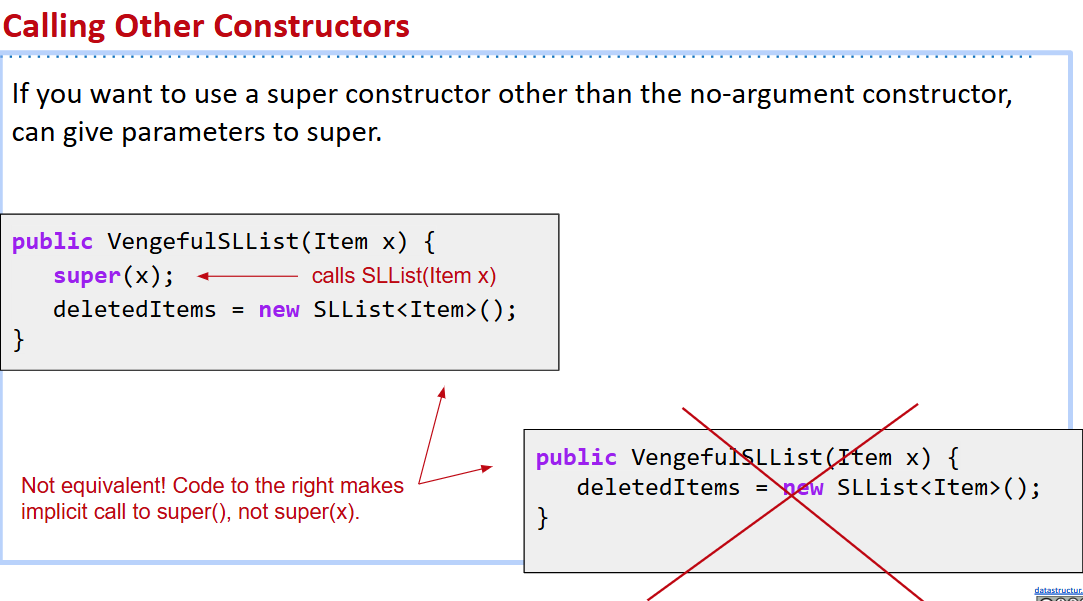 Calling Other Constructors
If you want to use a super constructor other than the no-argument constructor,
can give parameters to super.
public VengefulSLList(Item x) {
super(x);
calls SLList(Item x)
deletedItems = new SLList<Item>();
}
Not equivalent! Code to the right makes
implicit call to super(), not super(x).
public VengefulSLList(Item x) {
deletedItems = new SLList<Item>();
}
datastructur.